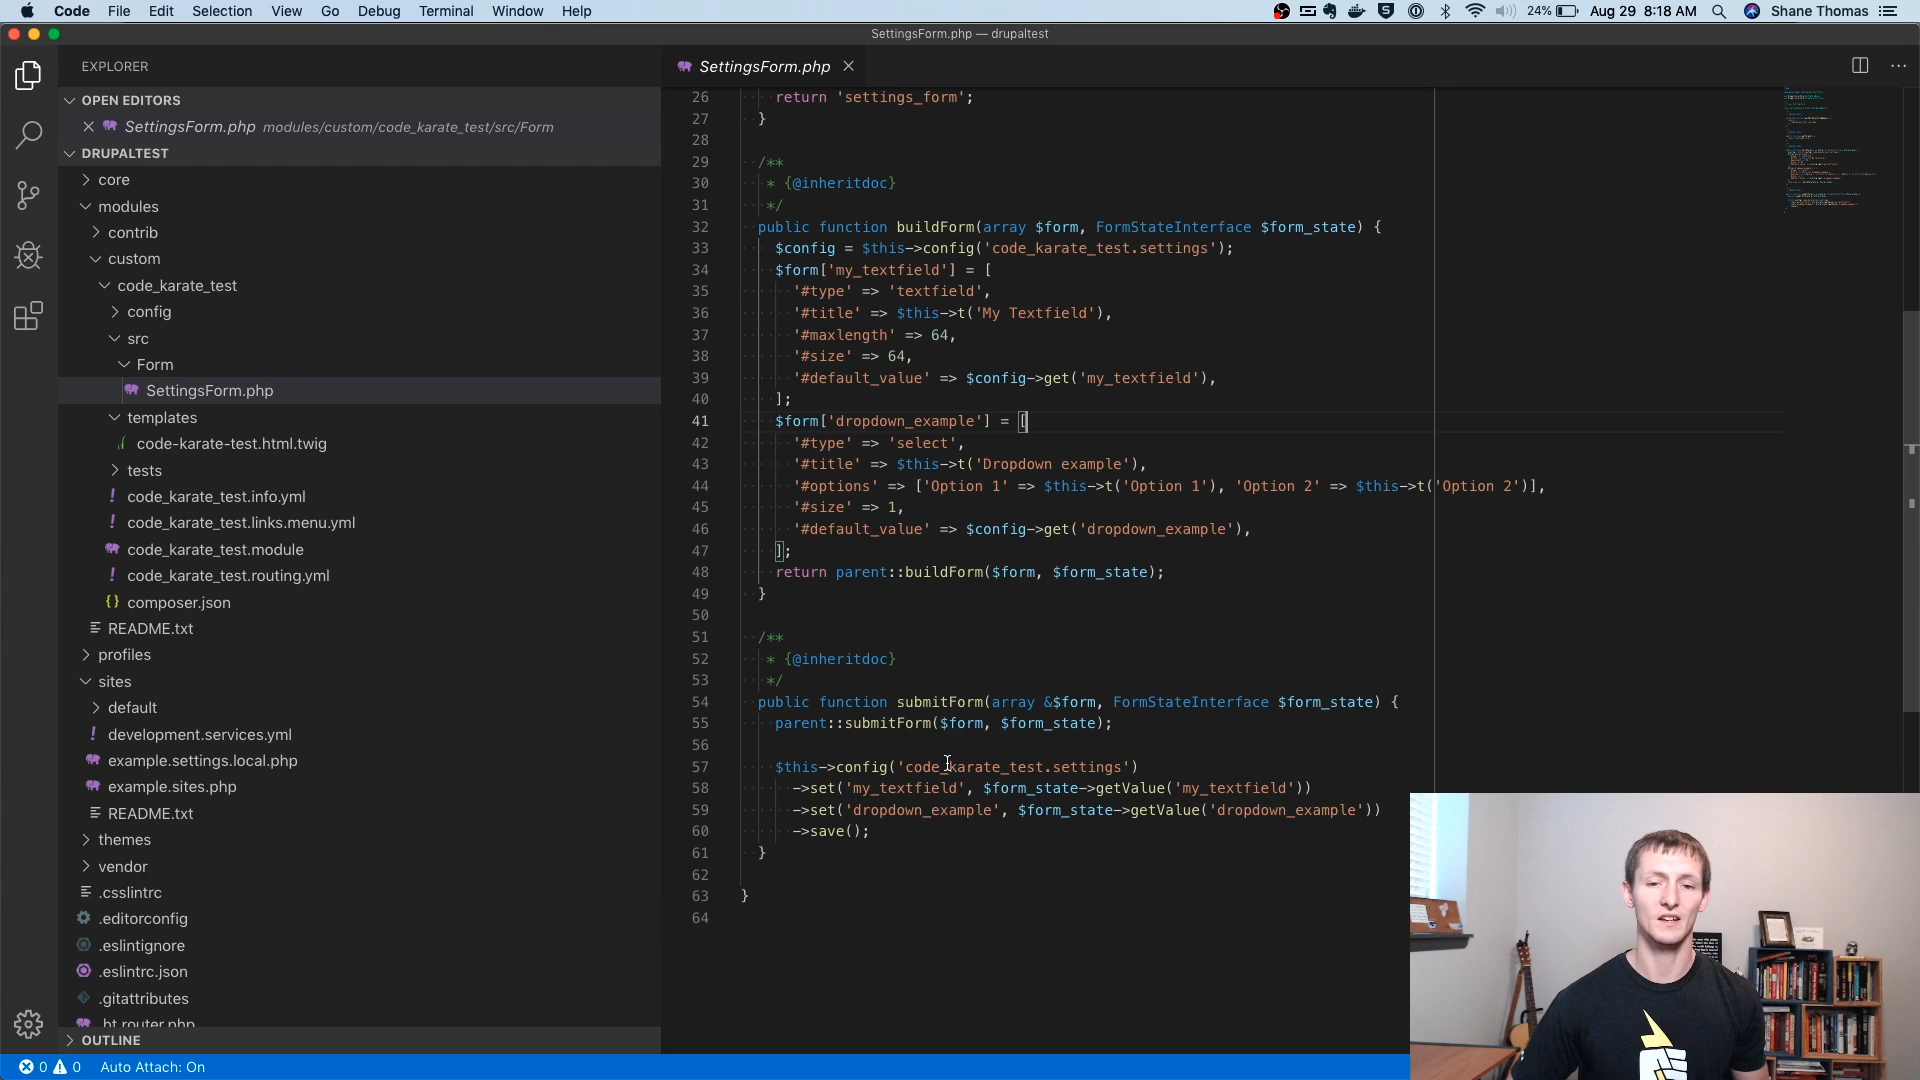 Code File Edit Selection View Go Debug Terminal Window Help
24% Aug 29 8:18 AM Shane Thomas
SettingsForm.php — drupaltest
EXPLORER
OPEN EDITORS
SettingsForm.php modules/custom/code_karate_test/src/Form
DRUPALTEST
core
modules
contrib
custom
code_karate_test
config
src
Form
SettingsForm.php
templates
code-karate-test.html.twig
tests
code_karate_test.info.yml
code_karate_test.links.menu.yml
code_karate_test.module
code_karate_test.routing.yml
composer.json
README.txt
profiles
sites
default
development.services.yml
example.settings.local.php
example.sites.php
README.txt
themes
vendor
.csslintrc
.editorconfig
.eslintignore
.eslintrc.json
.gitattributes
.ht.router.php
OUTLINE
0 0 Auto Attach: On
SettingsForm.php
26 return 'settings_form';
27 }
28
29 /**
30 * {@inheritdoc}
31 */
32 public function buildForm(array $form, FormStateInterface $form_state) {
33 $config = $this->config('code_karate_test.settings');
34 $form['my_textfield'] = [
35 '#type' => 'textfield',
36 '#title' => $this->t('My Textfield'),
37 '#maxlength' => 64,
38 '#size' => 64,
39 '#default_value' => $config->get('my_textfield'),
40 ];
41 $form['dropdown_example'] = [
42 '#type' => 'select',
43 '#title' => $this->t('Dropdown example'),
44 '#options' => ['Option 1' => $this->t('Option 1'), 'Option 2' => $this->t('Option 2')],
45 '#size' => 1,
46 '#default_value' => $config->get('dropdown_example'),
47 ];
48 return parent::buildForm($form, $form_state);
49 }
50
51 /**
52 * {@inheritdoc}
53 */
54 public function submitForm(array &$form, FormStateInterface $form_state) {
55 parent::submitForm($form, $form_state);
56
57 $this->config('code_karate_test.settings')
58 ->set('my_textfield', $form_state->getValue('my_textfield'))
59 ->set('dropdown_example', $form_state->getValue('dropdown_example'))
60 ->save();
61 }
62
63 }
64